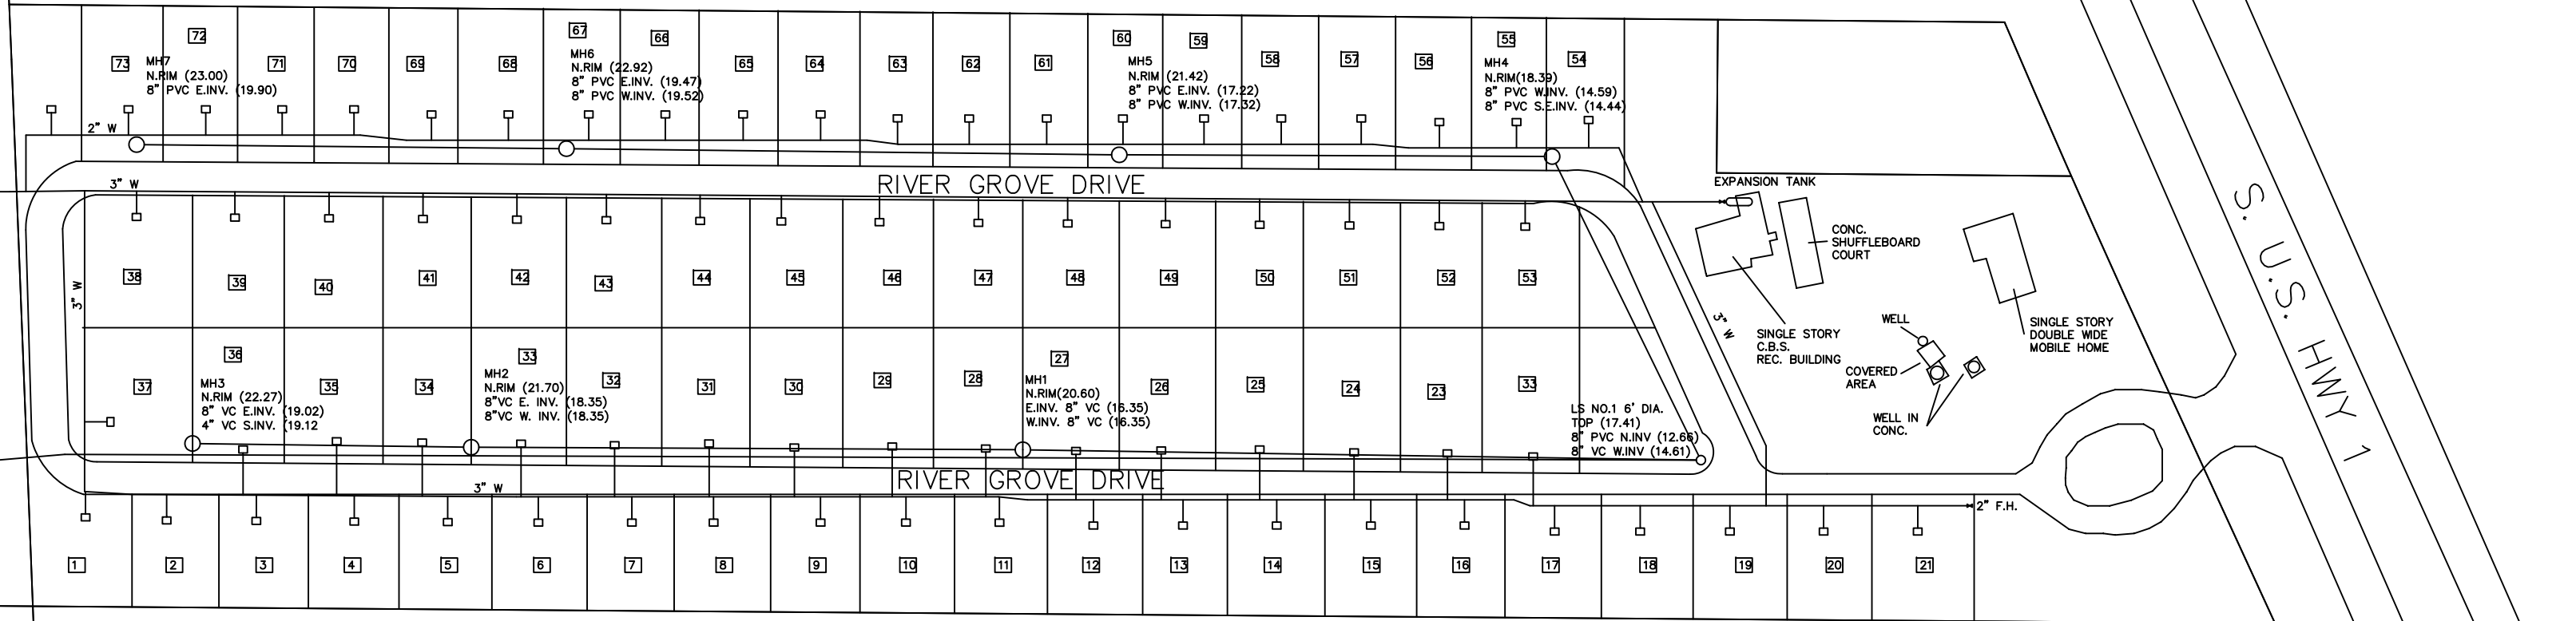 72
67
66
60
59
55
73
MH7
N.RIM (23.00)
8" PVC E.INV. (19.90)
71
70
69
68
MH6
N.RIM (22.92)
8" PVC E.INV. (19.47)
8" PVC W.INV. (19.52)
65
64
63
62
61
MH5
N.RIM (21.42)
8" PVC E.INV. (17.22)
8" PVC W.INV. (17.32)
58
57
56
MH4
N.RIM(18.39)
8" PVC W.INV. (14.59)
8" PVC S.E.INV. (14.44)
54
2" W
3" W
RIVER GROVE DRIVE
EXPANSION TANK
CONC.
SHUFFLEBOARD
COURT
S. U.S. HWY 1
38
39
40
41
42
43
44
45
46
47
48
49
50
51
52
53
3" W
3" W
SINGLE STORY
C.B.S.
REC. BUILDING
WELL
SINGLE STORY
DOUBLE WIDE
MOBILE HOME
COVERED
AREA
WELL IN
CONC.
37
36
MH3
N.RIM (22.27)
8" VC E.INV. (19.02)
4" VC S.INV. (19.12
35
34
33
MH2
N.RIM (21.70)
8"VC E. INV. (18.35)
8"VC W. INV. (18.35)
32
31
30
29
28
27
MH1
N.RIM(20.60)
E.INV. 8" VC (16.35)
W.INV. 8" VC (16.35)
26
25
24
23
33
LS NO.1 6' DIA.
TOP (17.41)
8" PVC N.INV (12.66)
8" VC W.INV (14.61)
RIVER GROVE DRIVE
3" W
2" F.H.
1
2
3
4
5
6
7
8
9
10
11
12
13
14
15
16
17
18
19
20
21